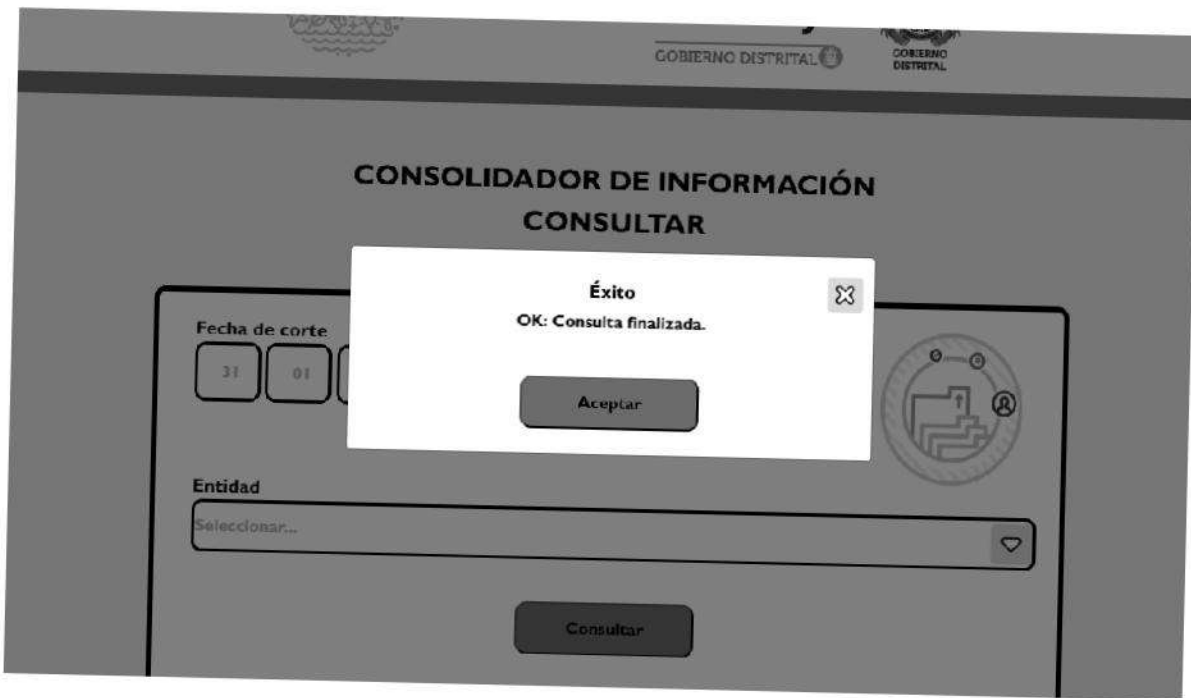 GOBIERNO DISTRITAL
GOBIERNO
DISTRITAL
CONSOLIDADOR DE INFORMACIÓN
CONSULTAR
Éxito
OK: Consulta finalizada.
Aceptar
Fecha de corte
31 01
Entidad
Seleccionar...
Consultar